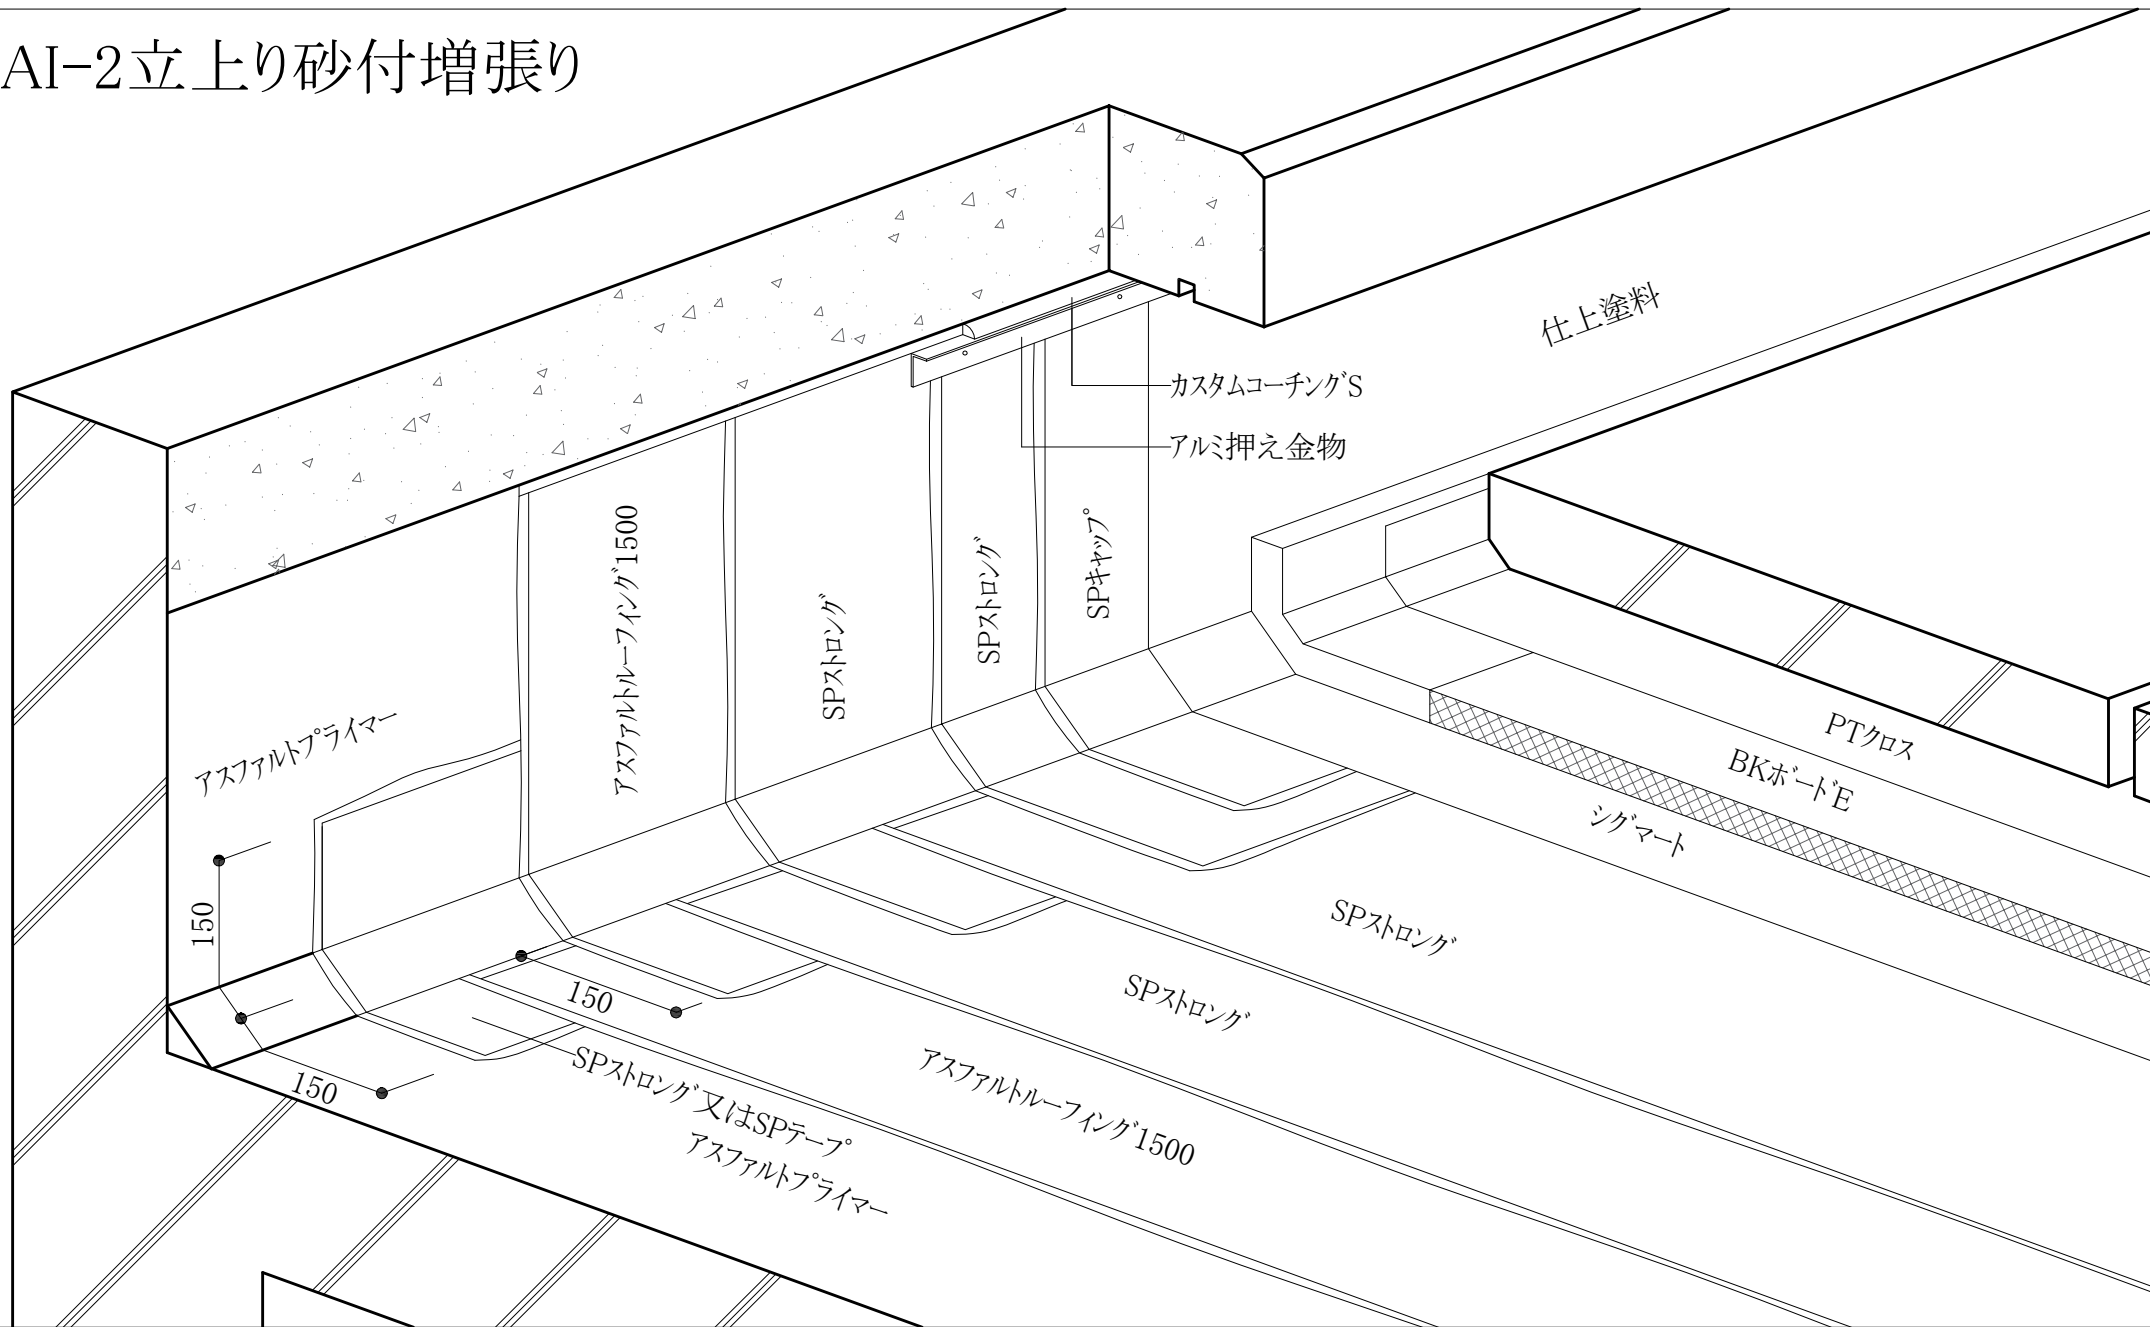 AI-2立上り砂付増張り
仕上塗料
カスタムコーチングS
アルミ押え金物
アスファルトルーフィング1500
SPストロング
SPストロング
SPキャップ
アスファルトプライマー
PTクロス
BKボードE
シグマート
SPストロング
SPストロング
アスファルトルーフィング1500
SPストロング又はSPテープ
アスファルトプライマー
150
150
150